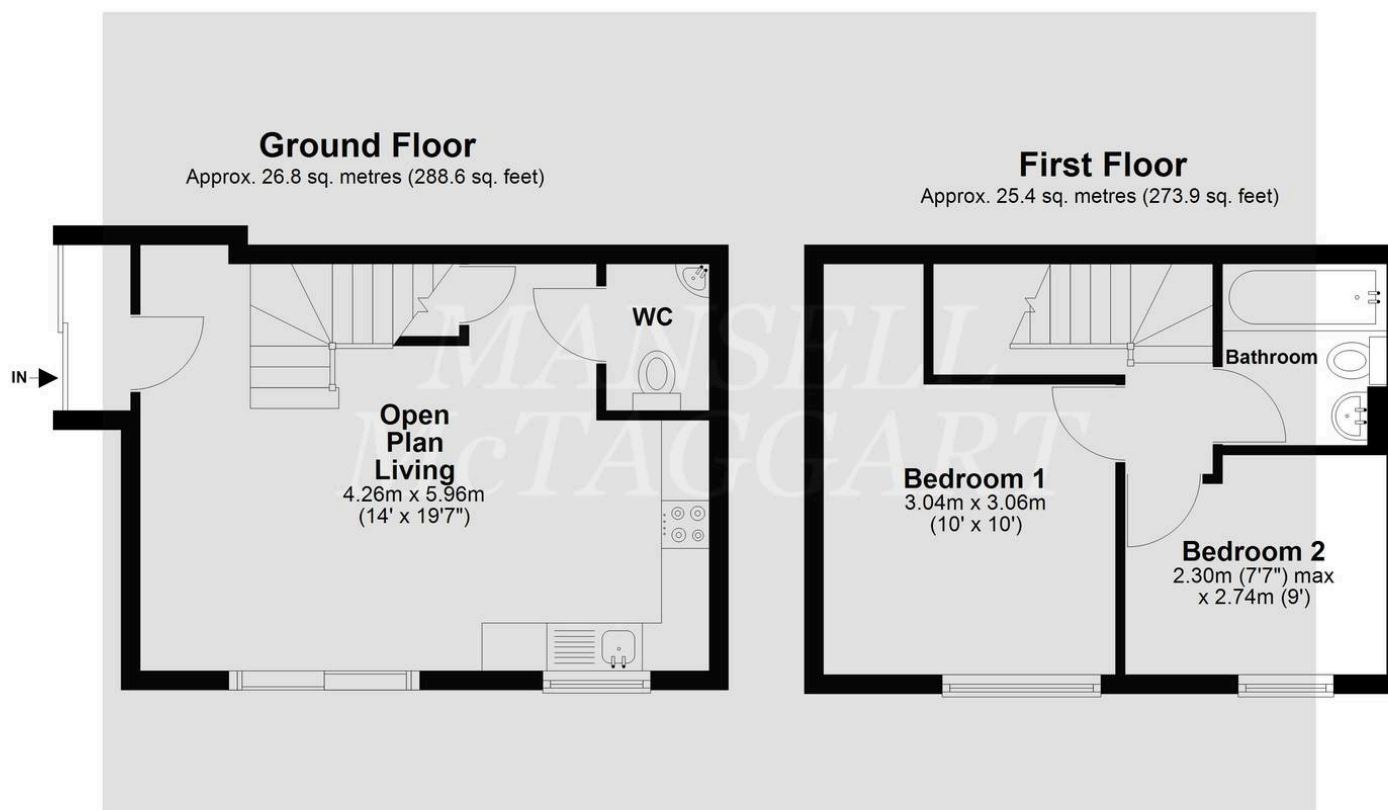 Ground Floor
Approx. 26.8 sq. metres (288.6 sq. feet)
IN
WC
Open
Plan
Living
4.26m x 5.96m
(14' x 19'7")
First Floor
Approx. 25.4 sq. metres (273.9 sq. feet)
Bathroom
Bedroom 1
3.04m x 3.06m
(10' x 10')
Bedroom 2
2.30m (7'7") max
x 2.74m (9')
MANSELL
McTAGGART